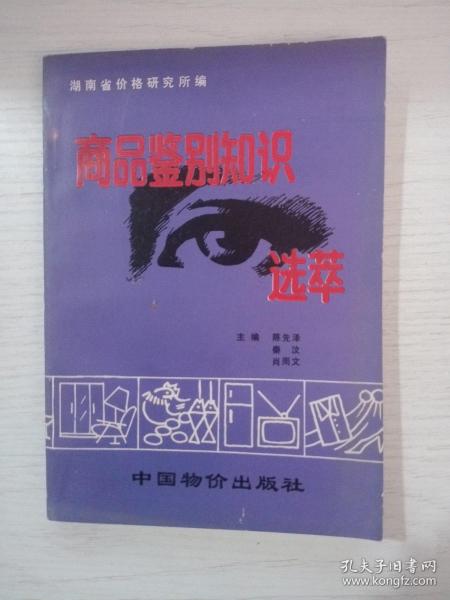 湖南省价格研究所编
商品鉴别知识
选萃
主编 陈先泽
秦汶
肖雨文
中国物价出版社
孔夫子旧书网
www.kongfz.com